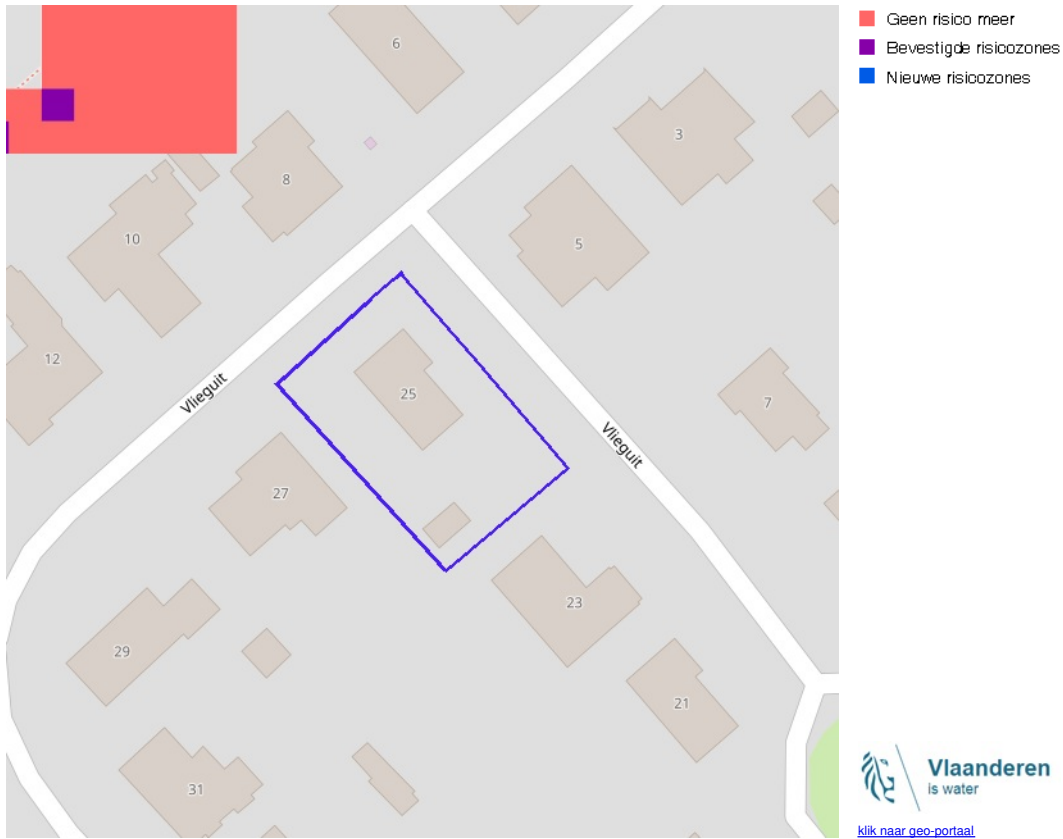 Geen risico meer
Bevestigde risicozones
Nieuwe risicozones
6
3
8
10
5
12
25
7
Vlieguit
Vlieguit
27
23
29
21
31
Vlaanderen
is water
klik naar geo-portaal